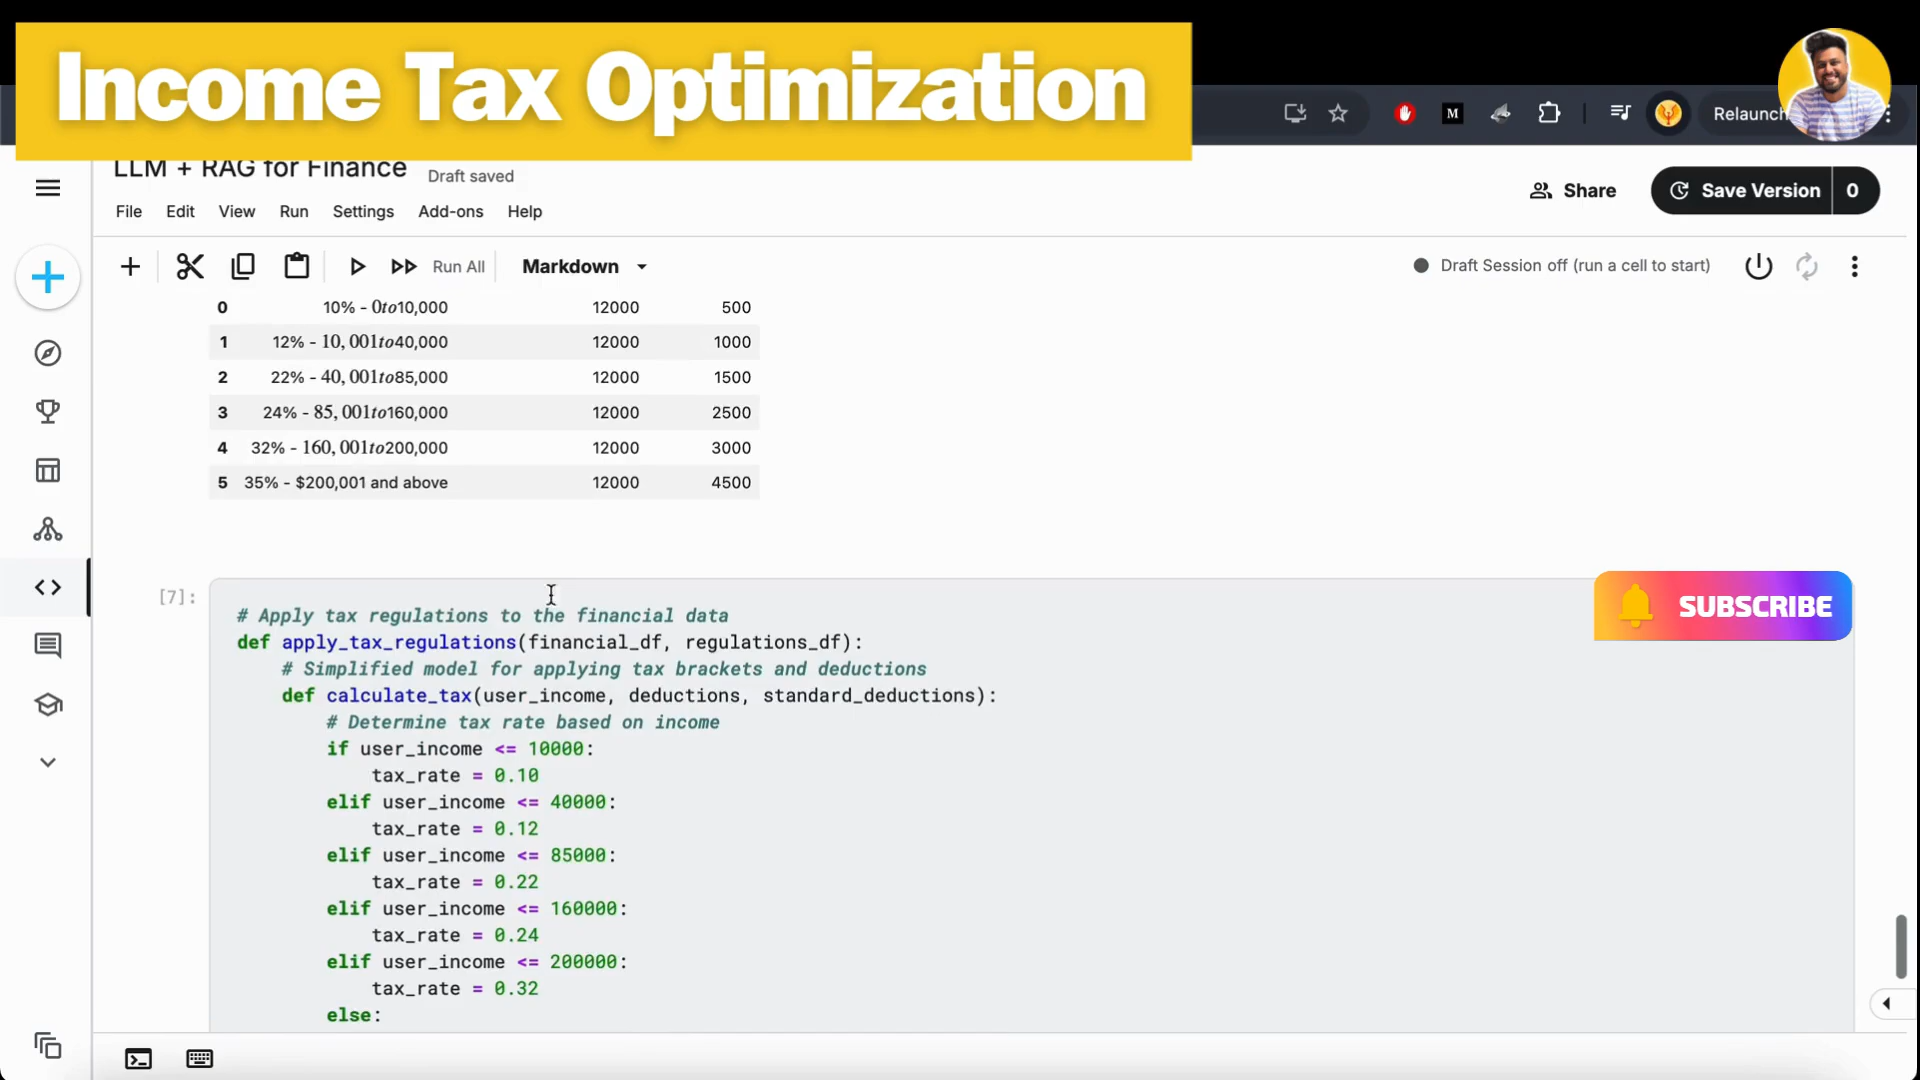 Income Tax Optimization
M
Relaunch
LLM + RAG for Finance
Draft saved
Share
Save Version
0
File Edit View Run Settings Add-ons Help
Run All
Markdown
Draft Session off (run a cell to start)
0 10% - 0to10,000 12000 500
1 12% - 10, 001to40,000 12000 1000
2 22% - 40, 001to85,000 12000 1500
3 24% - 85, 001to160,000 12000 2500
4 32% - 160, 001to200,000 12000 3000
5 35% - $200,001 and above 12000 4500
[7]:
SUBSCRIBE
# Apply tax regulations to the financial data
def apply_tax_regulations(financial_df, regulations_df):
# Simplified model for applying tax brackets and deductions
def calculate_tax(user_income, deductions, standard_deductions):
# Determine tax rate based on income
if user_income <= 10000:
tax_rate = 0.10
elif user_income <= 40000:
tax_rate = 0.12
elif user_income <= 85000:
tax_rate = 0.22
elif user_income <= 160000:
tax_rate = 0.24
elif user_income <= 200000:
tax_rate = 0.32
else: